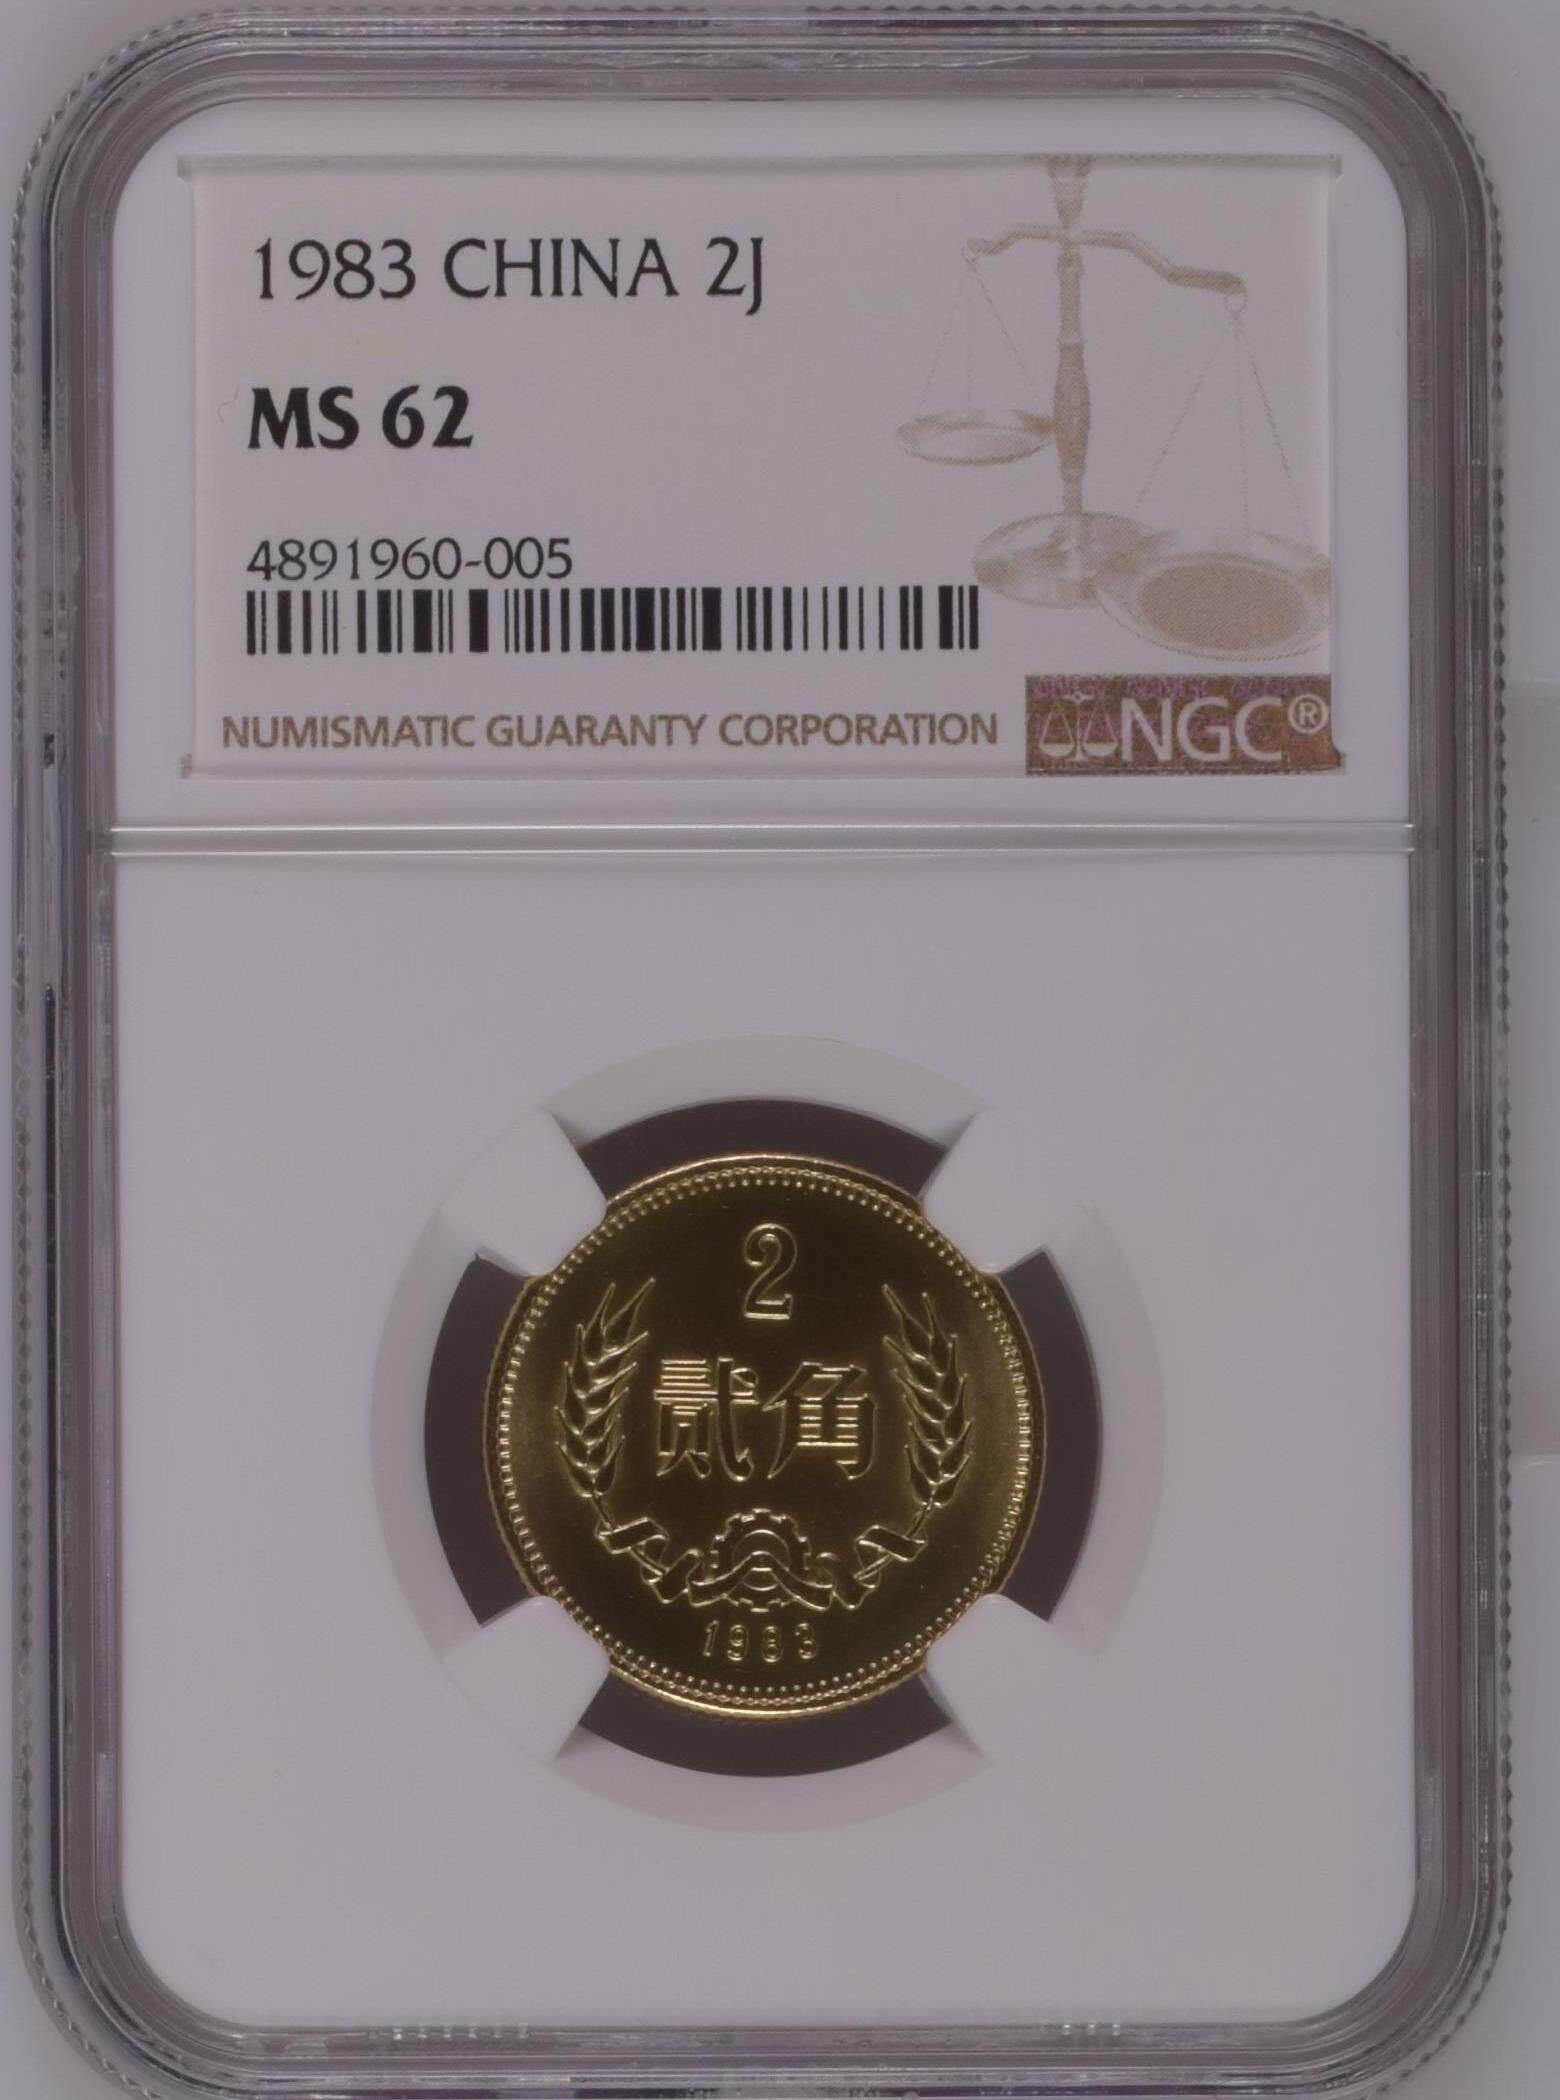 1983 CHINA 2J
MS 62
4891960-005
NUMISMATIC GUARANTY CORPORATION NGC®
2
贰角
1983